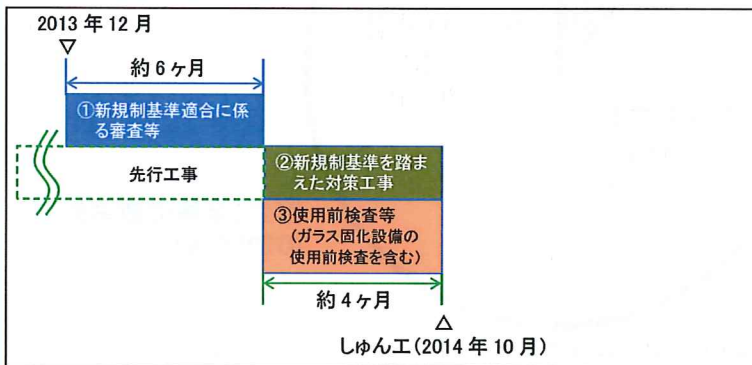 2013 年 12 月
▽
約 6 ヶ月
①新規制基準適合に係
る審査等
先行工事
②新規制基準を踏ま
えた対策工事
③使用前検査等
(ガラス固化設備の
使用前検査を含む)
約 4 ヶ月
△
しゅん工(2014 年 10 月)